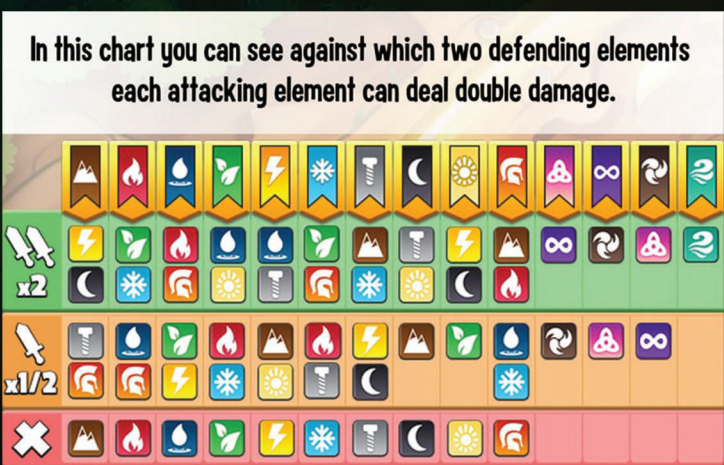 In this chart you can see against which two defending elements
each attacking element can deal double damage.
x2
x1/2